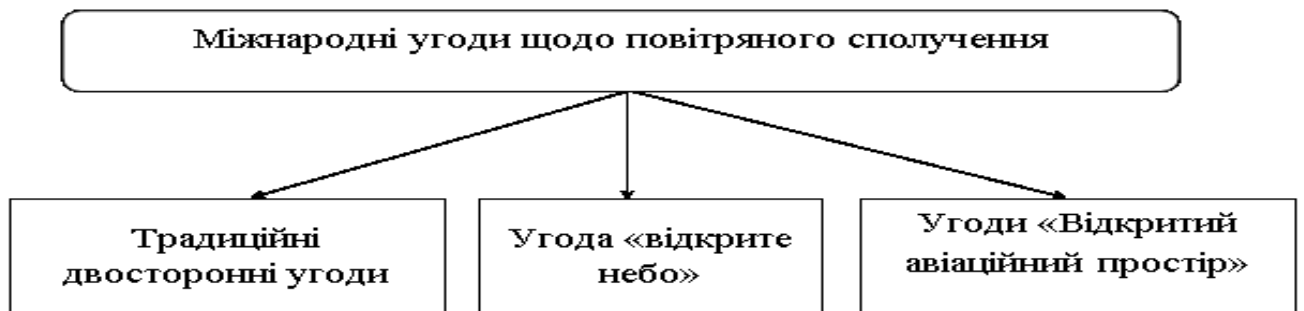 Міжнародні угоди щодо повітряного сполучення
Традиційні
двосторонні угоди
Угода «відкрите
небо»
Угоди «Відкритий
авіаційний простір»